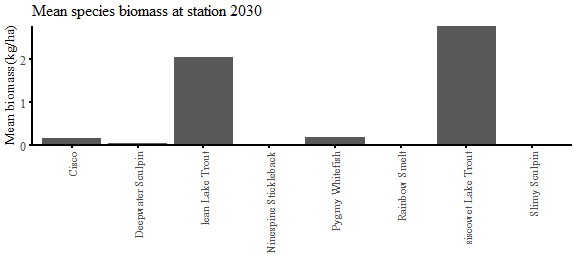 Mean species biomass at station 2030
Mean biomass (kg/ha)
2
1
0
Cisco
Deepwater Sculpin
lean Lake Trout
Ninespine Stickleback
Pygmy Whitefish
Rainbow Smelt
siscowet Lake Trout
Slimy Sculpin